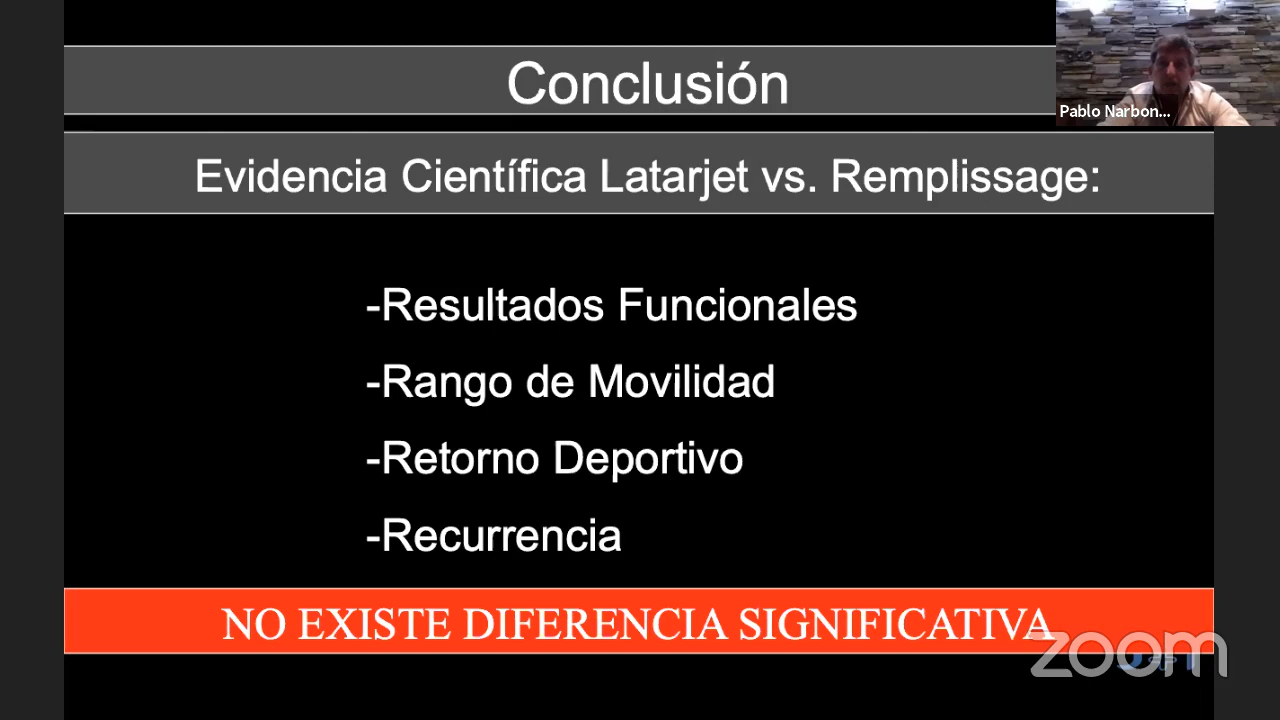 Conclusión
Pablo Narbon...
Evidencia Científica Latarjet vs. Remplissage:
-Resultados Funcionales
-Rango de Movilidad
-Retorno Deportivo
-Recurrencia
NO EXISTE DIFERENCIA SIGNIFICATIVA
zoom